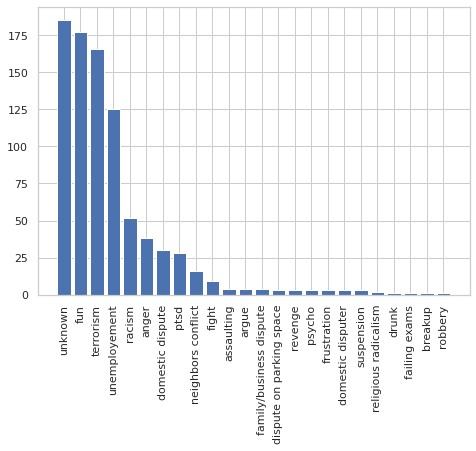 175
150
125
100
75
50
25
0
unknown
fun
terrorism
unemployement
racism
anger
domestic dispute
ptsd
neighbors conflict
fight
assaulting
argue
family/business dispute
dispute on parking space
revenge
psycho
frustration
domestic disputer
suspension
religious radicalism
drunk
failing exams
breakup
robbery